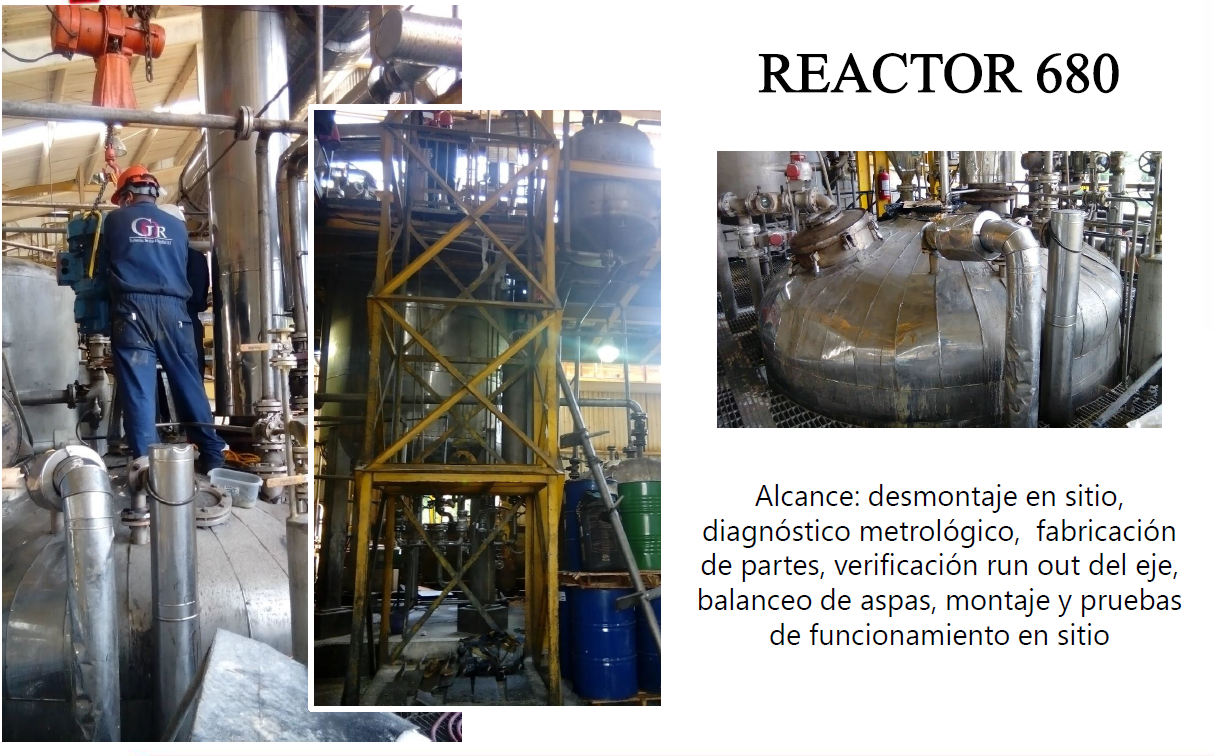 REACTOR 680
GR
Alcance: desmontaje en sitio,
diagnóstico metrológico,  fabricación
de partes, verificación run out del eje,
balanceo de aspas, montaje y pruebas
de funcionamiento en sitio